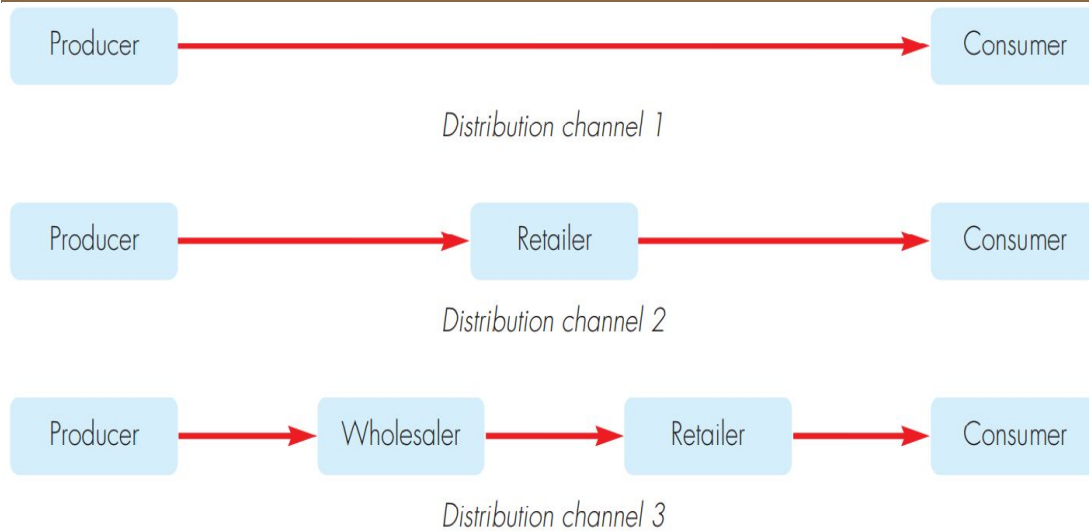 Producer Consumer
Distribution channel 1
Producer Retailer Consumer
Distribution channel 2
Producer Wholesaler Retailer Consumer
Distribution channel 3